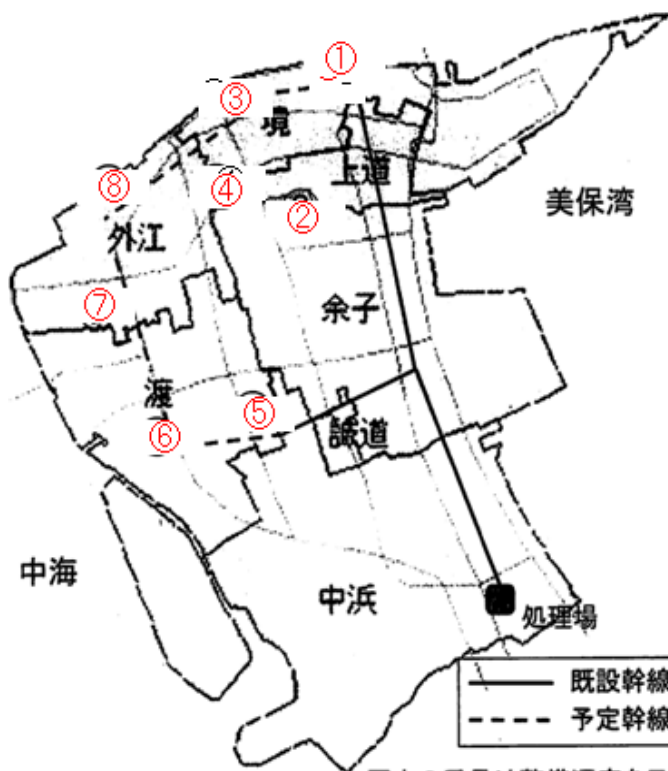 ①
③
境
⑧
④
上道
②
美保湾
外江
⑦
余子
渡
⑤
誠道
⑥
中海
中浜
処理場
既設幹線
予定幹線